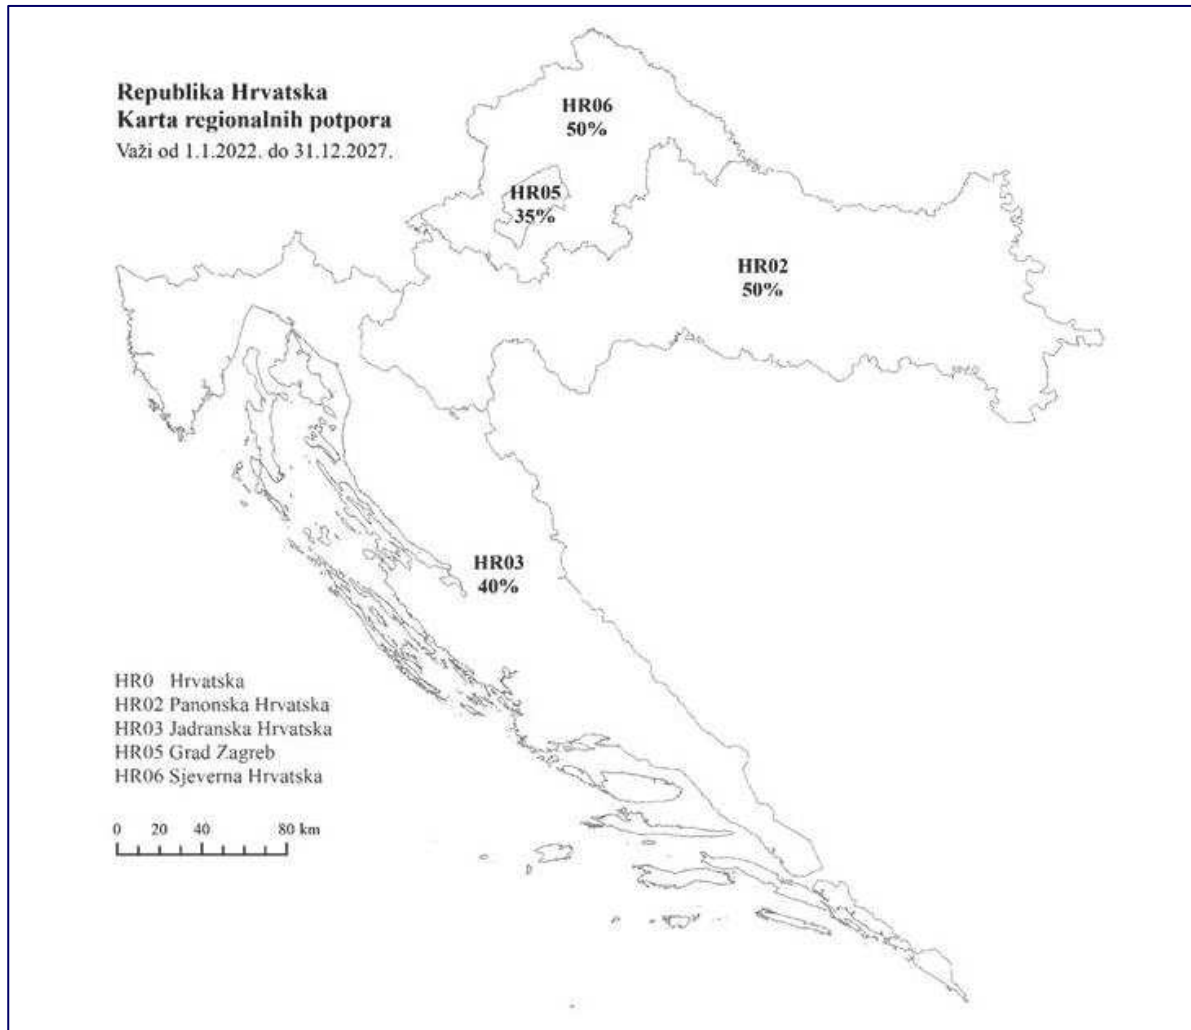 Republika Hrvatska
Karta regionalnih potpora
Važi od 1.1.2022. do 31.12.2027.
HR06
50%
HR05
35%
HR02
50%
HR03
40%
HR0 Hrvatska
HR02 Panonska Hrvatska
HR03 Jadranska Hrvatska
HR05 Grad Zagreb
HR06 Sjeverna Hrvatska
0 20 40 80 km